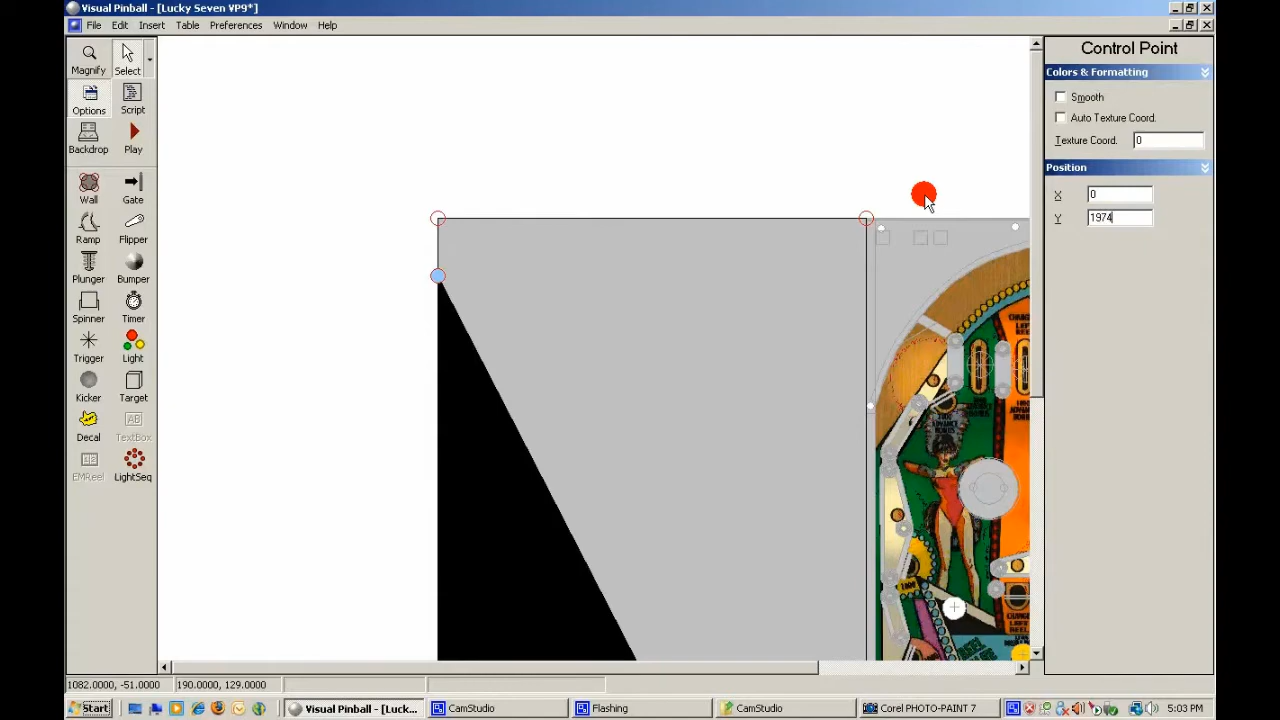 Visual Pinball - [Lucky Seven VP9*]
File Edit Insert Table Preferences Window Help
Magnify Select
Options Script
Backdrop Play
Wall Gate
Ramp Flipper
Plunger Bumper
Spinner Timer
Trigger Light
Kicker Target
Decal TextBox
EMReel LightSeq
Control Point
Colors & Formatting
Smooth
Auto Texture Coord.
Texture Coord. 0
Position
X 0
Y 1974
1082.0000, -51.0000 190.0000, 129.0000
Start Visual Pinball - [Luck... CamStudio Flashing CamStudio Corel PHOTO-PAINT 7 5:03 PM